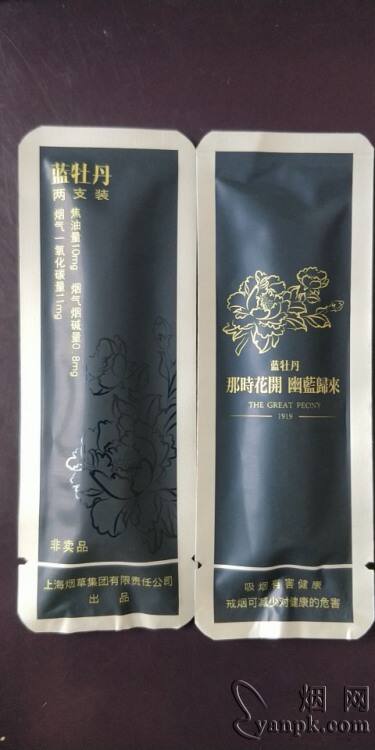 蓝牡丹
两支装
焦油量10mg 烟气烟碱量0.8mg
烟气一氧化碳量11mg
非卖品
上海烟草集团有限责任公司
出品
蓝牡丹
那時花開 幽藍歸來
THE GREAT PEONY
1919
吸烟有害健康
戒烟可减少对健康的危害
烟网
yanpk.com